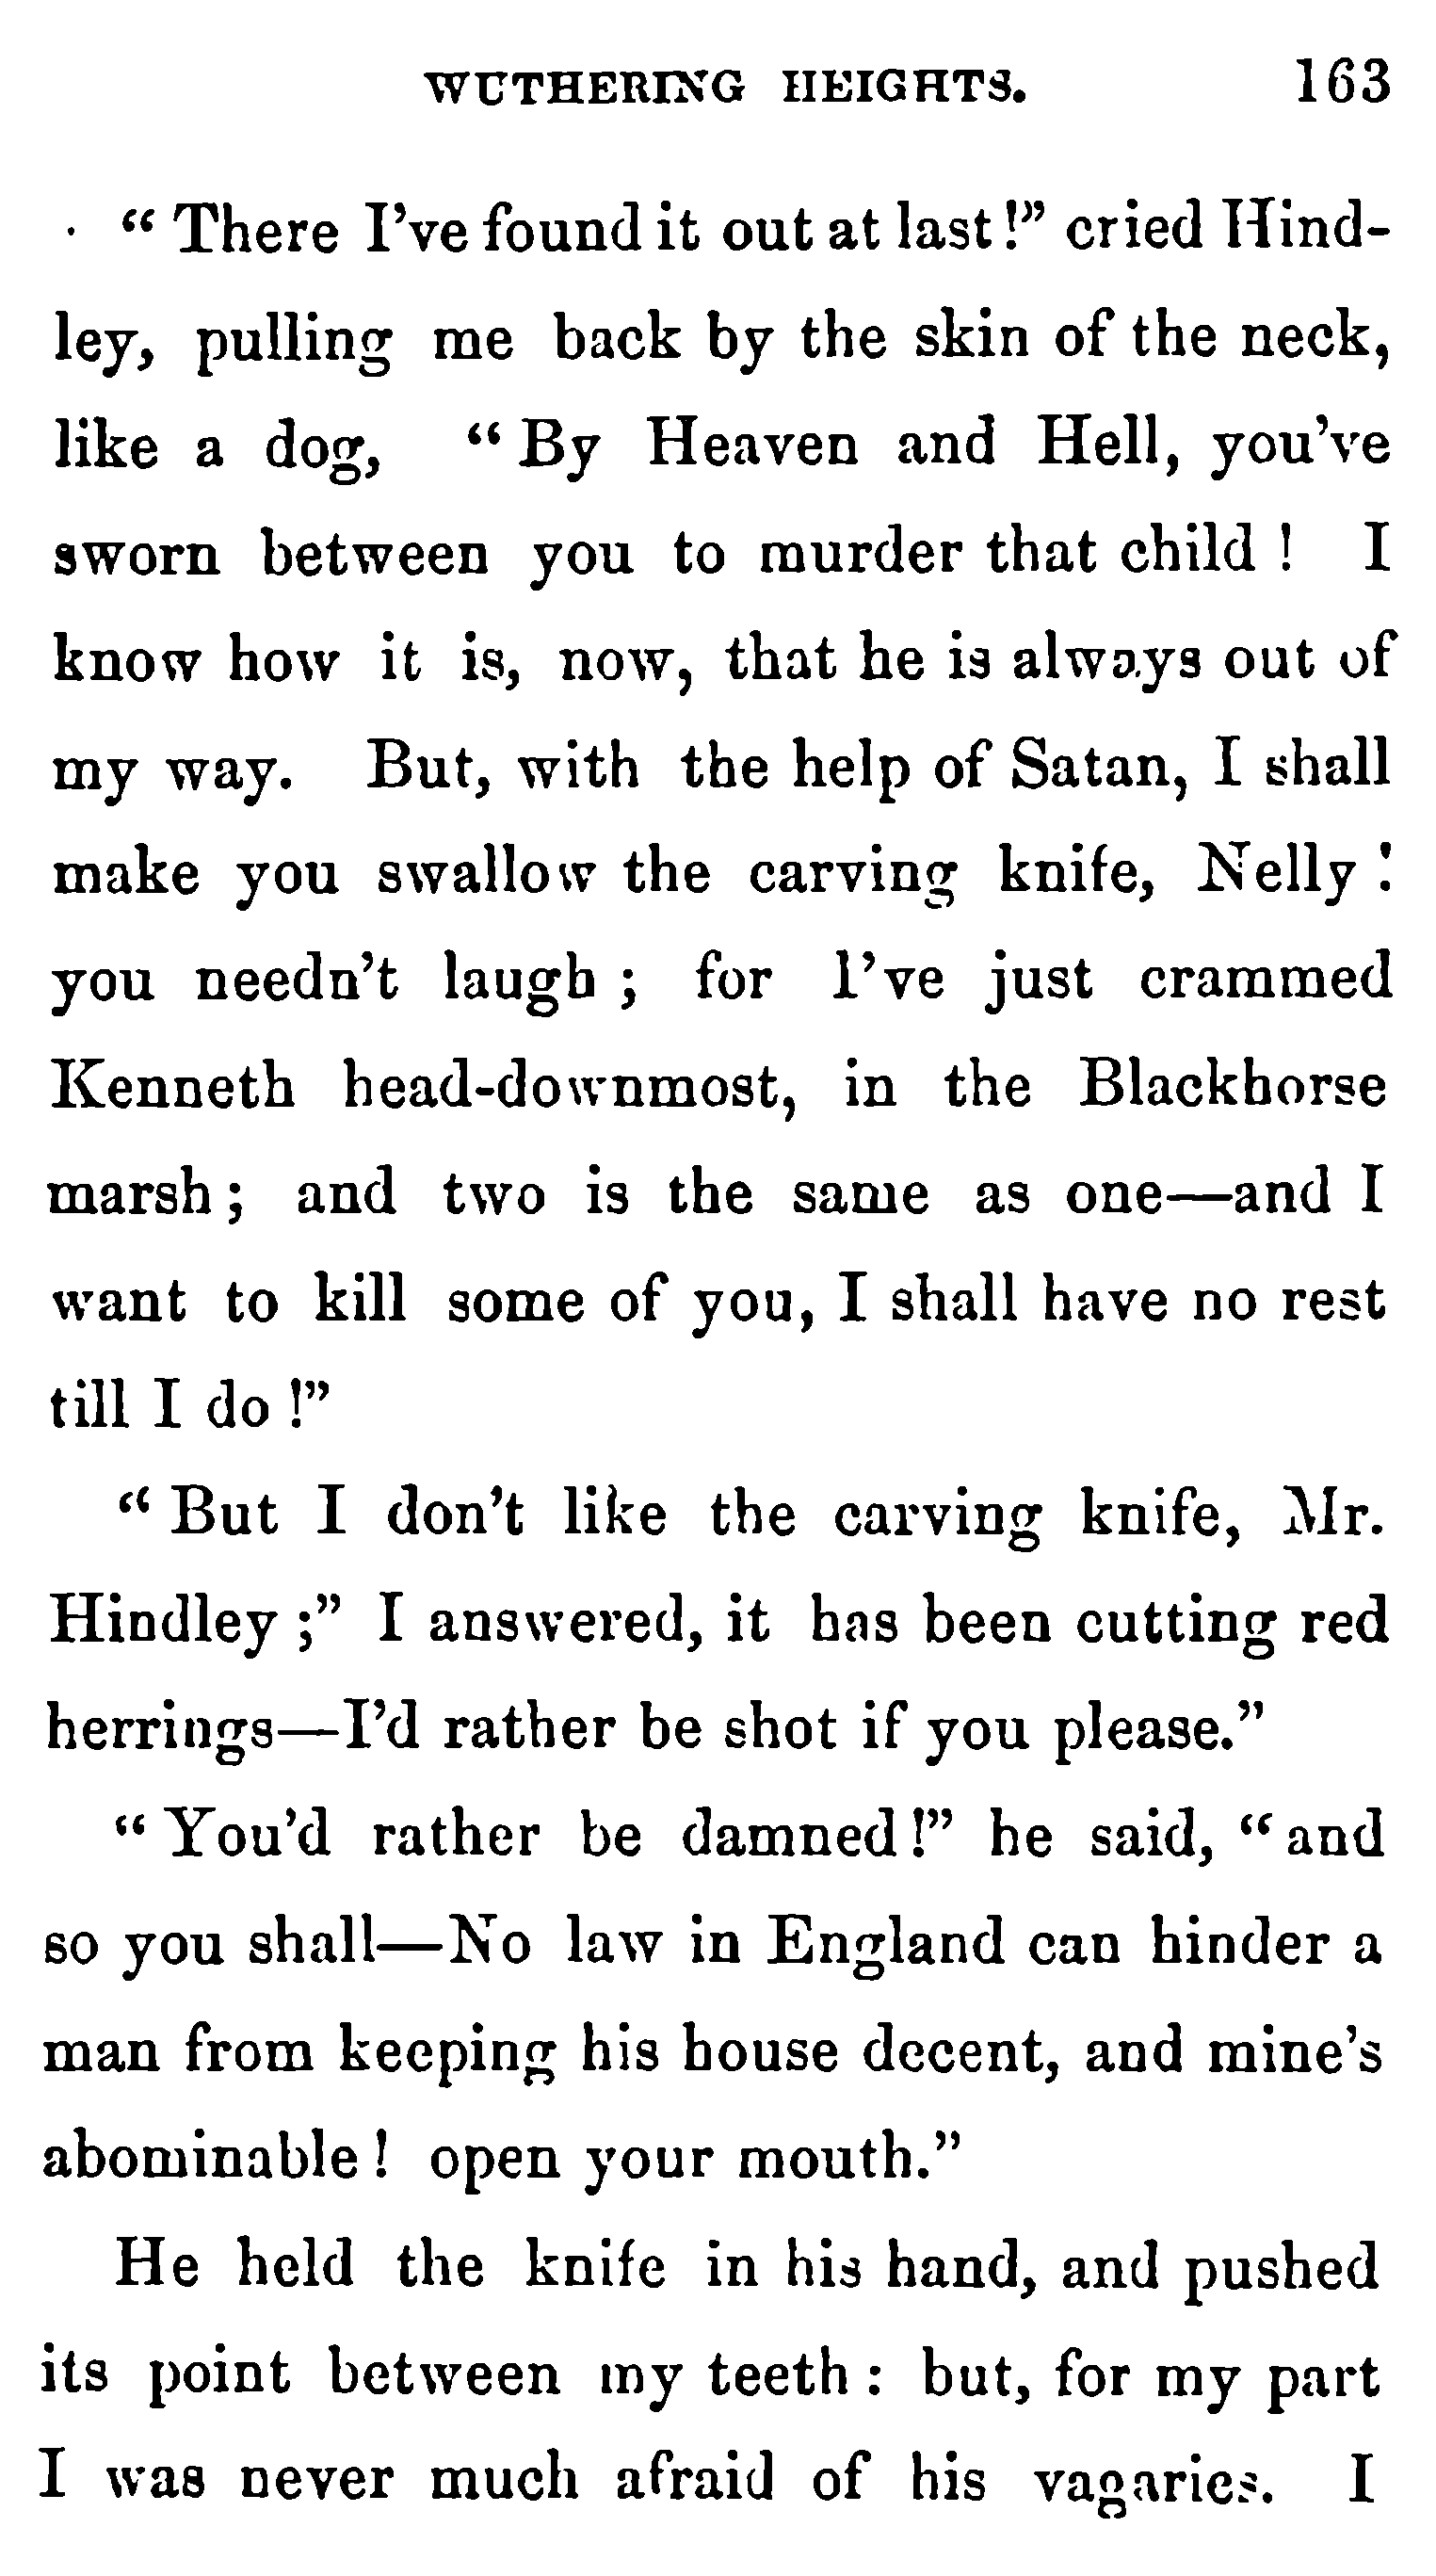 WUTHERING HEIGHTS. 163
“ There I’ve found it out at last !” cried Hind-
ley, pulling me back by the skin of the neck,
like a dog, “ By Heaven and Hell, you’ve
sworn between you to murder that child ! I
know how it is, now, that he is always out of
my way. But, with the help of Satan, I shall
make you swallow the carving knife, Nelly !
you needn’t laugh ; for I’ve just crammed
Kenneth head-downmost, in the Blackhorse
marsh ; and two is the same as one—and I
want to kill some of you, I shall have no rest
till I do !”
“ But I don’t like the carving knife, Mr.
Hindley ;” I answered, it has been cutting red
herrings—I’d rather be shot if you please.”
“ You’d rather be damned !” he said, “ and
so you shall—No law in England can hinder a
man from keeping his house decent, and mine’s
abominable ! open your mouth.”
He held the knife in his hand, and pushed
its point between my teeth : but, for my part
I was never much afraid of his vagaries. I